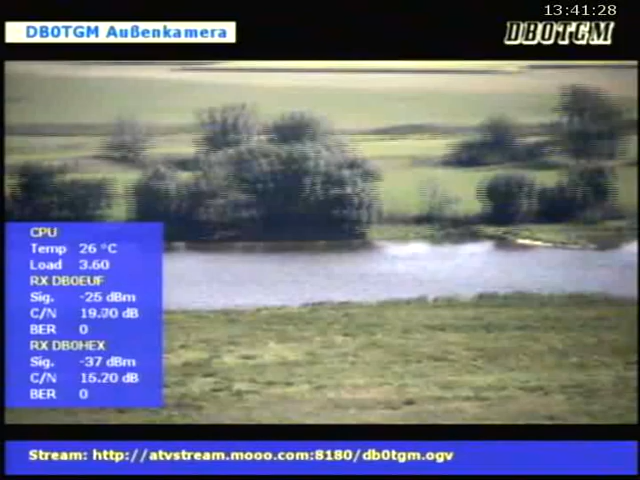 13:41:28
DB0TGM Außenkamera
DB0TGM
CPU
Temp 26 °C
Load 3.60
RX DB0EUF
Sig. -25 dBm
C/N dB
BER 0
RX DB0HEX
Sig. -37 dBm
C/N 15.20 dB
BER 0
Stream: http://atvstream.mooo.com:8180/db0tgm.ogv